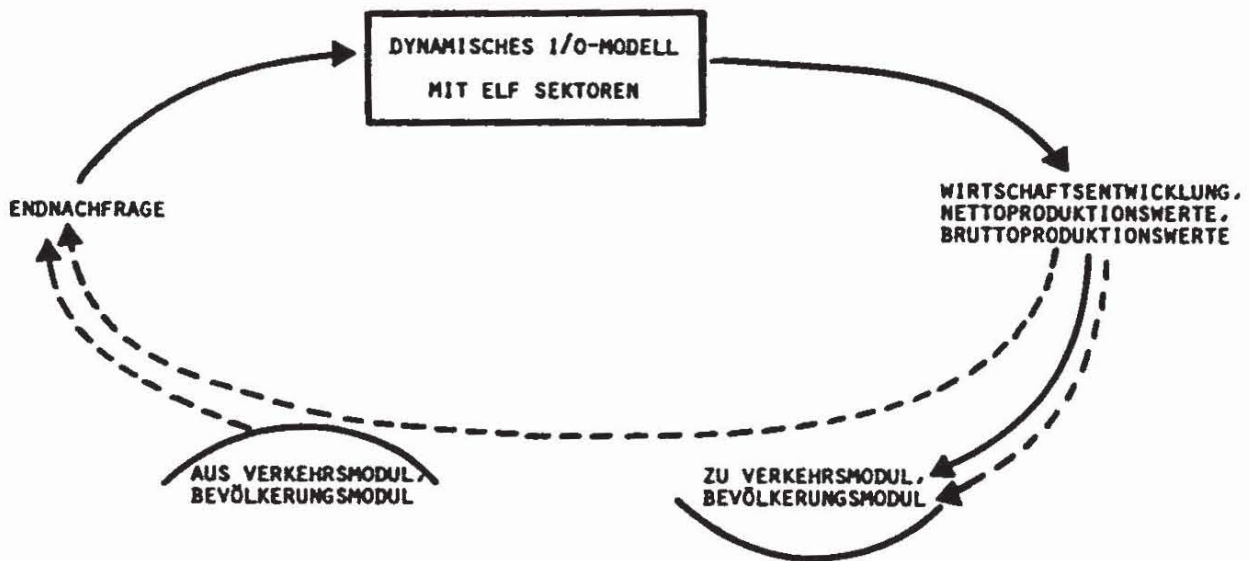 DYNAMISCHES I/O-MODELL
MIT ELF SEKTOREN
ENDNACHFRAGE
WIRTSCHAFTSENTWICKLUNG,
NETTOPRODUKTIONSWERTE,
BRUTTOPRODUKTIONSWERTE
AUS VERKEHRSMODUL,
BEVÖLKERUNGSMODUL
ZU VERKEHRSMODUL,
BEVÖLKERUNGSMODUL